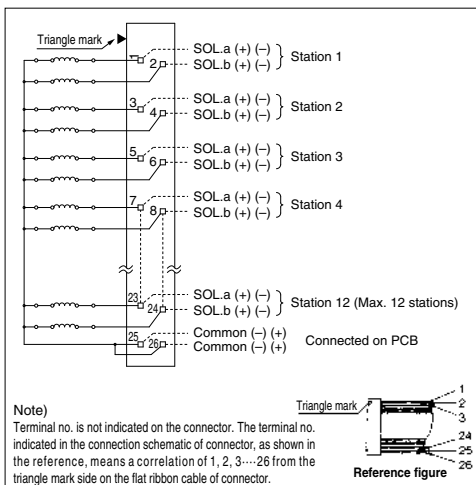 Triangle mark
1 SOL.a (+) (–)
2 SOL.b (+) (–)
Station 1
3 SOL.a (+) (–)
4 SOL.b (+) (–)
Station 2
5 SOL.a (+) (–)
6 SOL.b (+) (–)
Station 3
7 SOL.a (+) (–)
8 SOL.b (+) (–)
Station 4
23 SOL.a (+) (–)
24 SOL.b (+) (–)
Station 12 (Max. 12 stations)
25 Common (–) (+)
26 Common (–) (+)
Connected on PCB
Note)
Terminal no. is not indicated on the connector. The terminal no.
indicated in the connection schematic of connector, as shown in
the reference, means a correlation of 1, 2, 3····26 from the
triangle mark side on the flat ribbon cable of connector.
Triangle mark
1
2
3
24
25
26
Reference figure